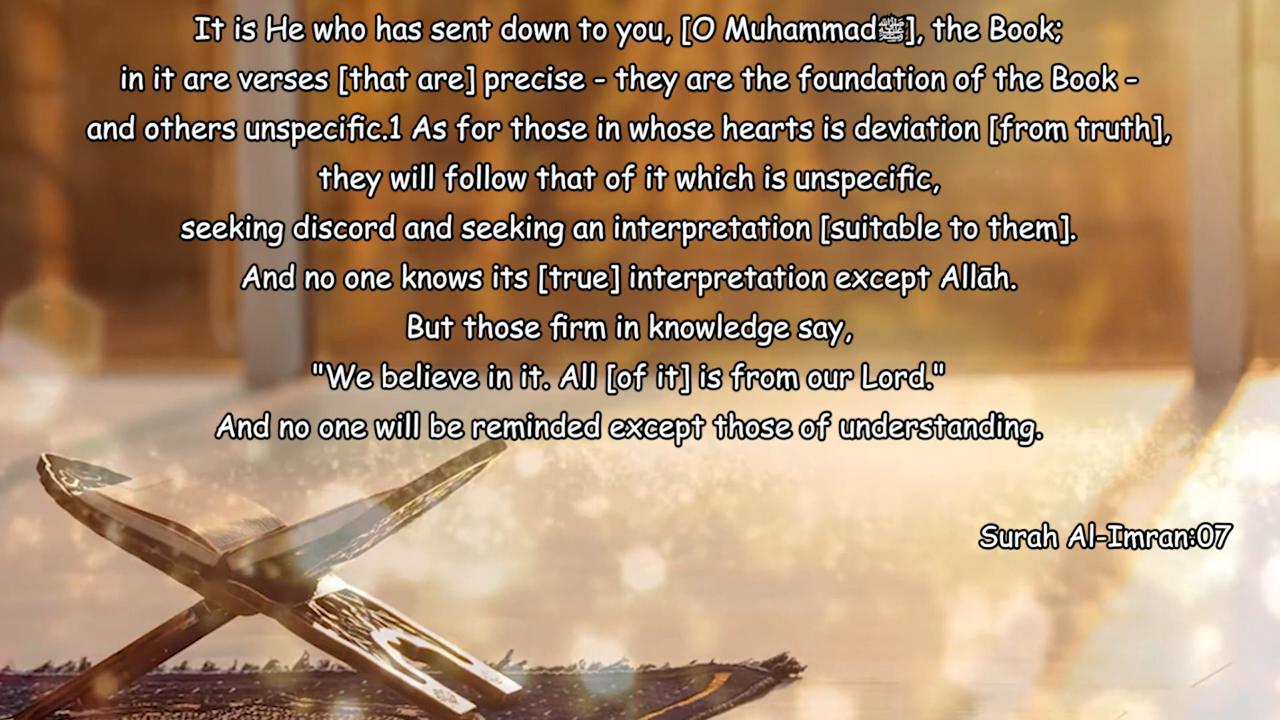 It is He who has sent down to you, [O Muhammadﷺ], the Book;
in it are verses [that are] precise - they are the foundation of the Book -
and others unspecific.1 As for those in whose hearts is deviation [from truth],
they will follow that of it which is unspecific,
seeking discord and seeking an interpretation [suitable to them].
And no one knows its [true] interpretation except Allāh.
But those firm in knowledge say,
"We believe in it. All [of it] is from our Lord."
And no one will be reminded except those of understanding.
Surah Al-Imran:07